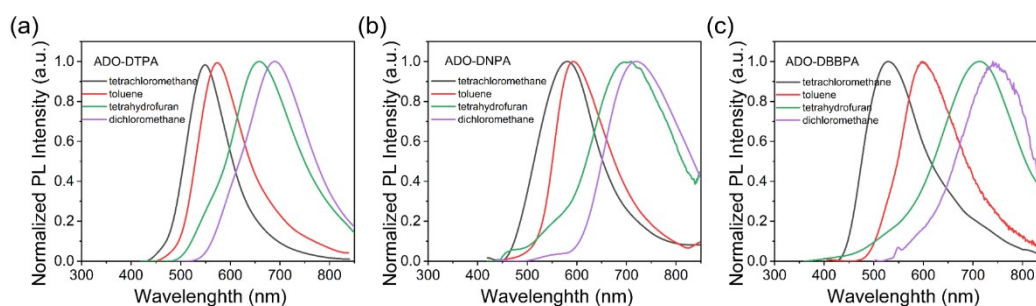 (a)
ADO-DTPA
tetrachloromethane
toluene
tetrahydrofuran
dichloromethane
Normalized PL Intensity (a.u.)
1.0
0.8
0.6
0.4
0.2
0.0
300 400 500 600 700 800
Wavelenghth (nm)
(b)
ADO-DNPA
tetrachloromethane
toluene
tetrahydrofuran
dichloromethane
Normalized PL Intensity (a.u.)
1.0
0.8
0.6
0.4
0.2
0.0
300 400 500 600 700 800
Wavelenghth (nm)
(c)
ADO-DBBPA
tetrachloromethane
toluene
tetrahydrofuran
dichloromethane
Normalized PL Intensity (a.u.)
1.0
0.8
0.6
0.4
0.2
0.0
300 400 500 600 700 800
Wavelenghth (nm)